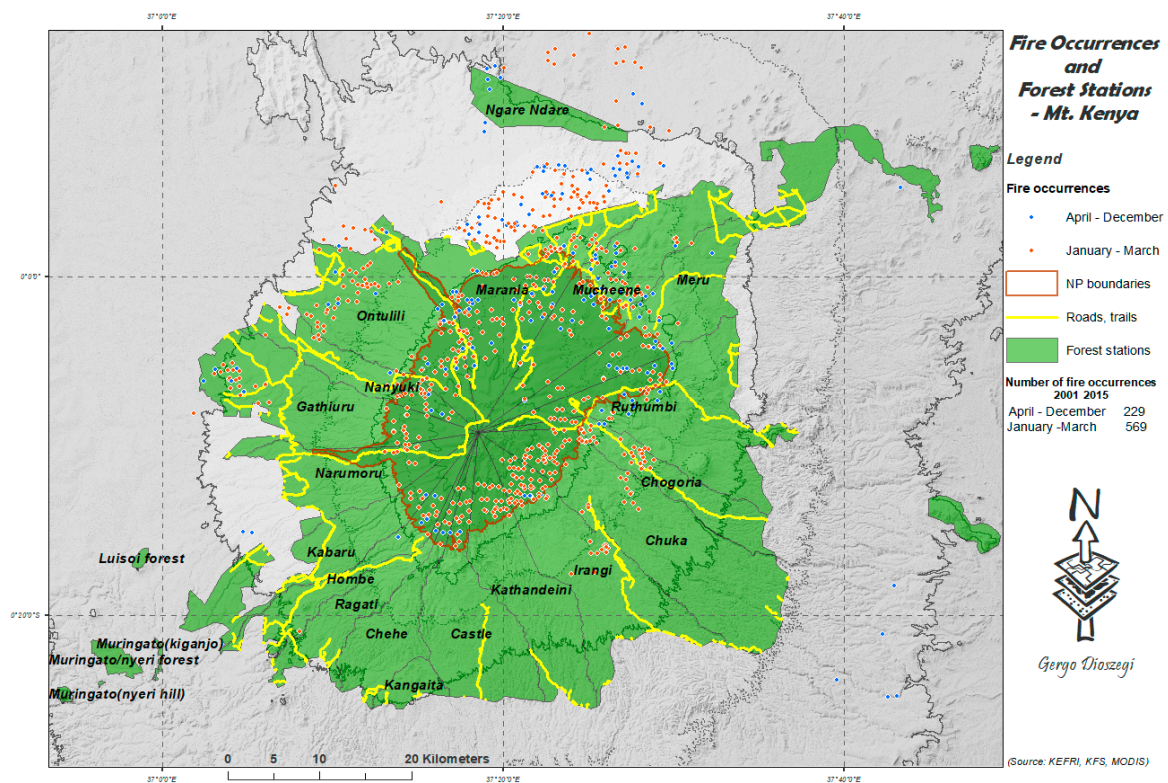 37°0'0"E
37°20'0"E
37°40'0"E
Fire Occurrences
and
Forest Stations
- Mt. Kenya
Legend
Fire occurrences
April - December
January - March
NP boundaries
Roads, trails
Forest stations
Number of fire occurrences
2001 2015
April - December 229
January -March 569
N
Gergo Dioszegi
(Source: KEFRI, KFS, MODIS)
Ngare Ndare
0°0'0"
Marania
Mucheene
Meru
Ontulili
Nanyuki
Gathiuru
Ruthumbi
Narumoru
Chogoria
Chuka
Kabaru
Luisoi forest
Hombe
Irangi
Kathandeini
Ragati
0°20'0"S
Chehe
Castle
Muringato(kiganjo)
Muringato/nyeri forest
Kangaita
Muringato(nyeri hill)
0 5 10 20 Kilometers
37°0'0"E
37°20'0"E
37°40'0"E